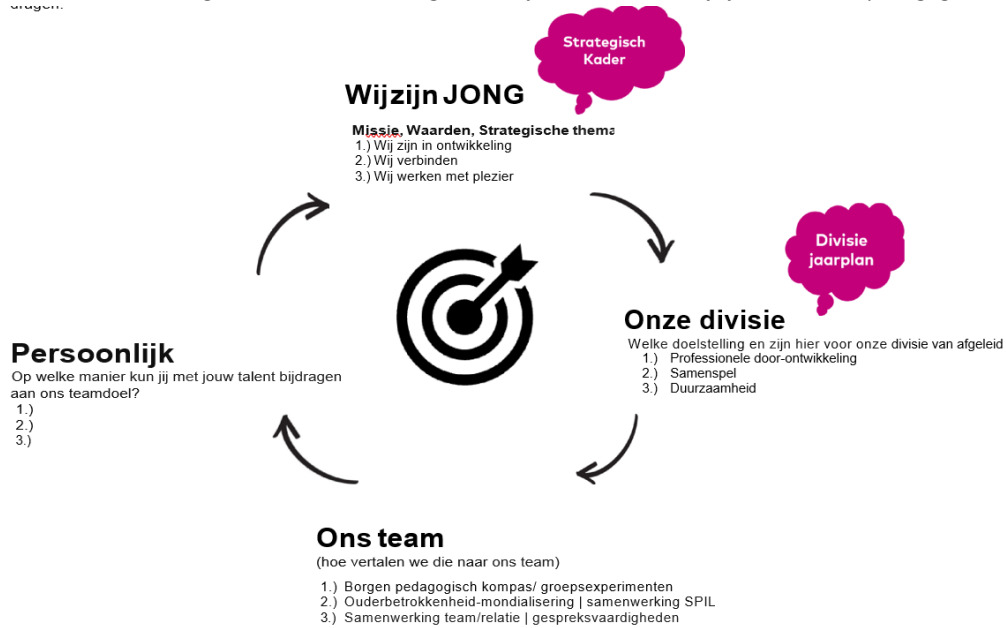 dragen.
Strategisch
Kader
Wijzijn JONG
Missie, Waarden, Strategische thema
1.) Wij zijn in ontwikkeling
2.) Wij verbinden
3.) Wij werken met plezier
Divisie
jaarplan
Onze divisie
Welke doelstelling en zijn hier voor onze divisie van afgeleid
1.) Professionele door-ontwikkeling
2.) Samenspel
3.) Duurzaamheid
Persoonlijk
Op welke manier kun jij met jouw talent bijdragen
aan ons teamdoel?
1.)
2.)
3.)
Ons team
(hoe vertalen we die naar ons team)
1.) Borgen pedagogisch kompas/ groepsexperimenten
2.) Ouderbetrokkenheid-mondialisering | samenwerking SPIL
3.) Samenwerking team/relatie | gespreksvaardigheden